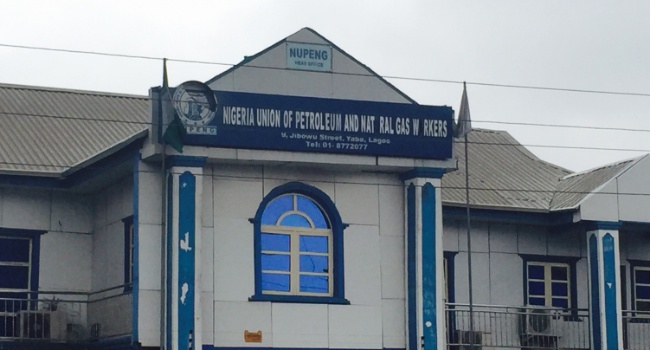 NUPENG
HEAD OFFICE
NIGERIA UNION OF PETROLEUM AND NAT RAL GAS W RKERS
9, Jibowu Street, Yaba, Lagos
Tel: 01- 8772077